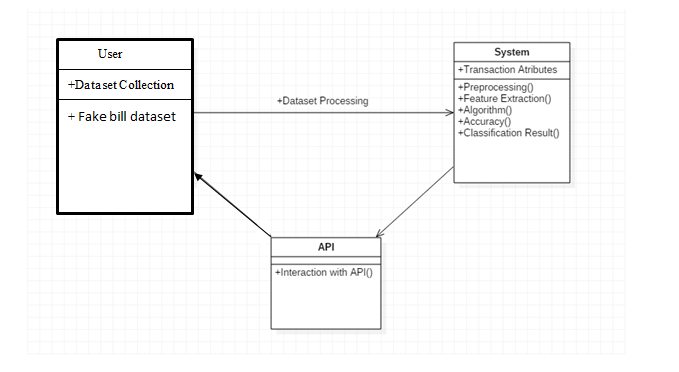 User
+Dataset Collection
+ Fake bill dataset
+Dataset Processing
System
+Transaction Atributes
+Preprocessing()
+Feature Extraction()
+Algorithm()
+Accuracy()
+Classification Result()
API
+Interaction with API()